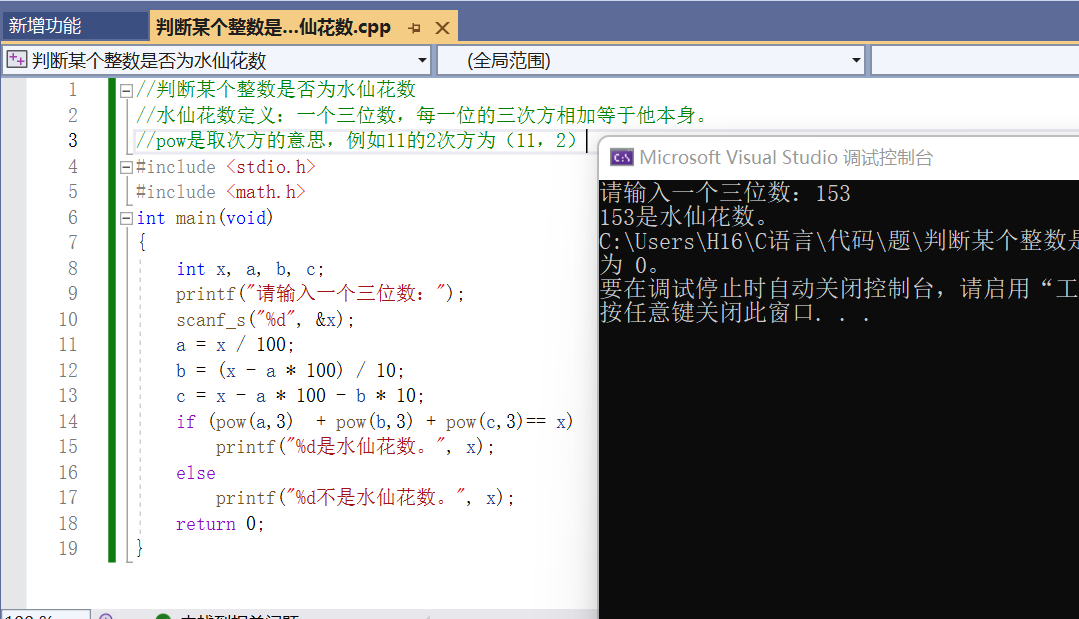 新增功能
判断某个整数是...仙花数.cpp
判断某个整数是否为水仙花数
(全局范围)
1 //判断某个整数是否为水仙花数
2 //水仙花数定义：一个三位数，每一位的三次方相加等于他本身。
3 //pow是取次方的意思，例如11的2次方为（11，2）
4 #include <stdio.h>
5 #include <math.h>
6 int main(void)
7 {
8 int x, a, b, c;
9 printf("请输入一个三位数：");
10 scanf_s("%d", &x);
11 a = x / 100;
12 b = (x - a * 100) / 10;
13 c = x - a * 100 - b * 10;
14 if (pow(a,3)  + pow(b,3) + pow(c,3)== x)
15 printf("%d是水仙花数。", x);
16 else
17 printf("%d不是水仙花数。", x);
18 return 0;
19 }
Microsoft Visual Studio 调试控制台
请输入一个三位数：153
153是水仙花数。
C:\Users\H16\C语言\代码\题\判断某个整数是
为 0。
要在调试停止时自动关闭控制台，请启用“工
按任意键关闭此窗口. . .